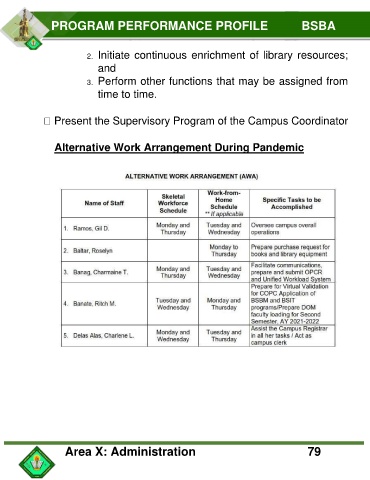 PROGRAM PERFORMANCE PROFILE BSBA
2. Initiate continuous enrichment of library resources;
and
3. Perform other functions that may be assigned from
time to time.
Present the Supervisory Program of the Campus Coordinator
Alternative Work Arrangement During Pandemic
ALTERNATIVE WORK ARRANGEMENT (AWA)
Name of Staff
Skeletal
Workforce
Schedule
Work-from-
Home
Schedule
** If applicable
Specific Tasks to be
Accomplished
1. Ramos, Gil D.
Monday and
Thursday
Tuesday and
Wednesday
Oversee campus overall
operations
2. Baltar, Roselyn
Monday to
Thursday
Prepare purchase request for
books and library equipment
3. Banag, Charmaine T.
Monday and
Thursday
Tuesday and
Wednesday
Facilitate communications,
prepare and submit OPCR
and Unified Workload System
4. Banate, Ritch M.
Tuesday and
Wednesday
Monday and
Thursday
Prepare for Virtual Validation
for COPC Application of
BSBM and BSIT
programs/Prepare DOM
faculty loading for Second
Semester, AY 2021-2022
5. Delas Alas, Charlene L.
Monday and
Wednesday
Tuesday and
Thursday
Assist the Campus Registrar
in all her tasks / Act as
campus clerk
Area X: Administration 79